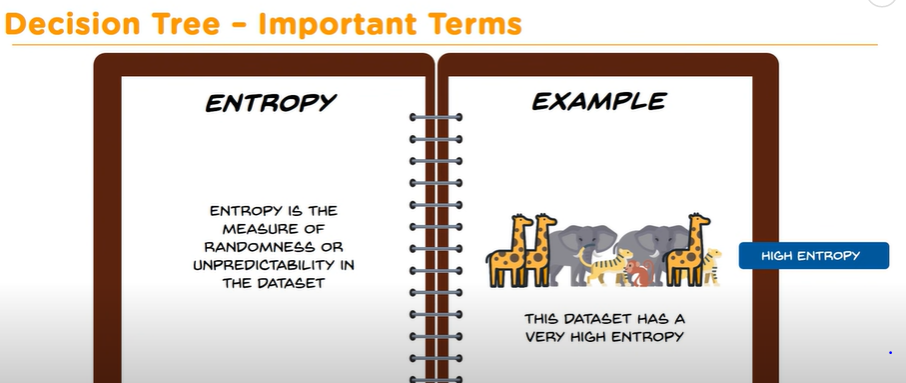 Decision Tree – Important Terms
ENTROPY
ENTROPY IS THE
MEASURE OF
RANDOMNESS OR
UNPREDICTABILITY IN
THE DATASET
EXAMPLE
HIGH ENTROPY
THIS DATASET HAS A
VERY HIGH ENTROPY